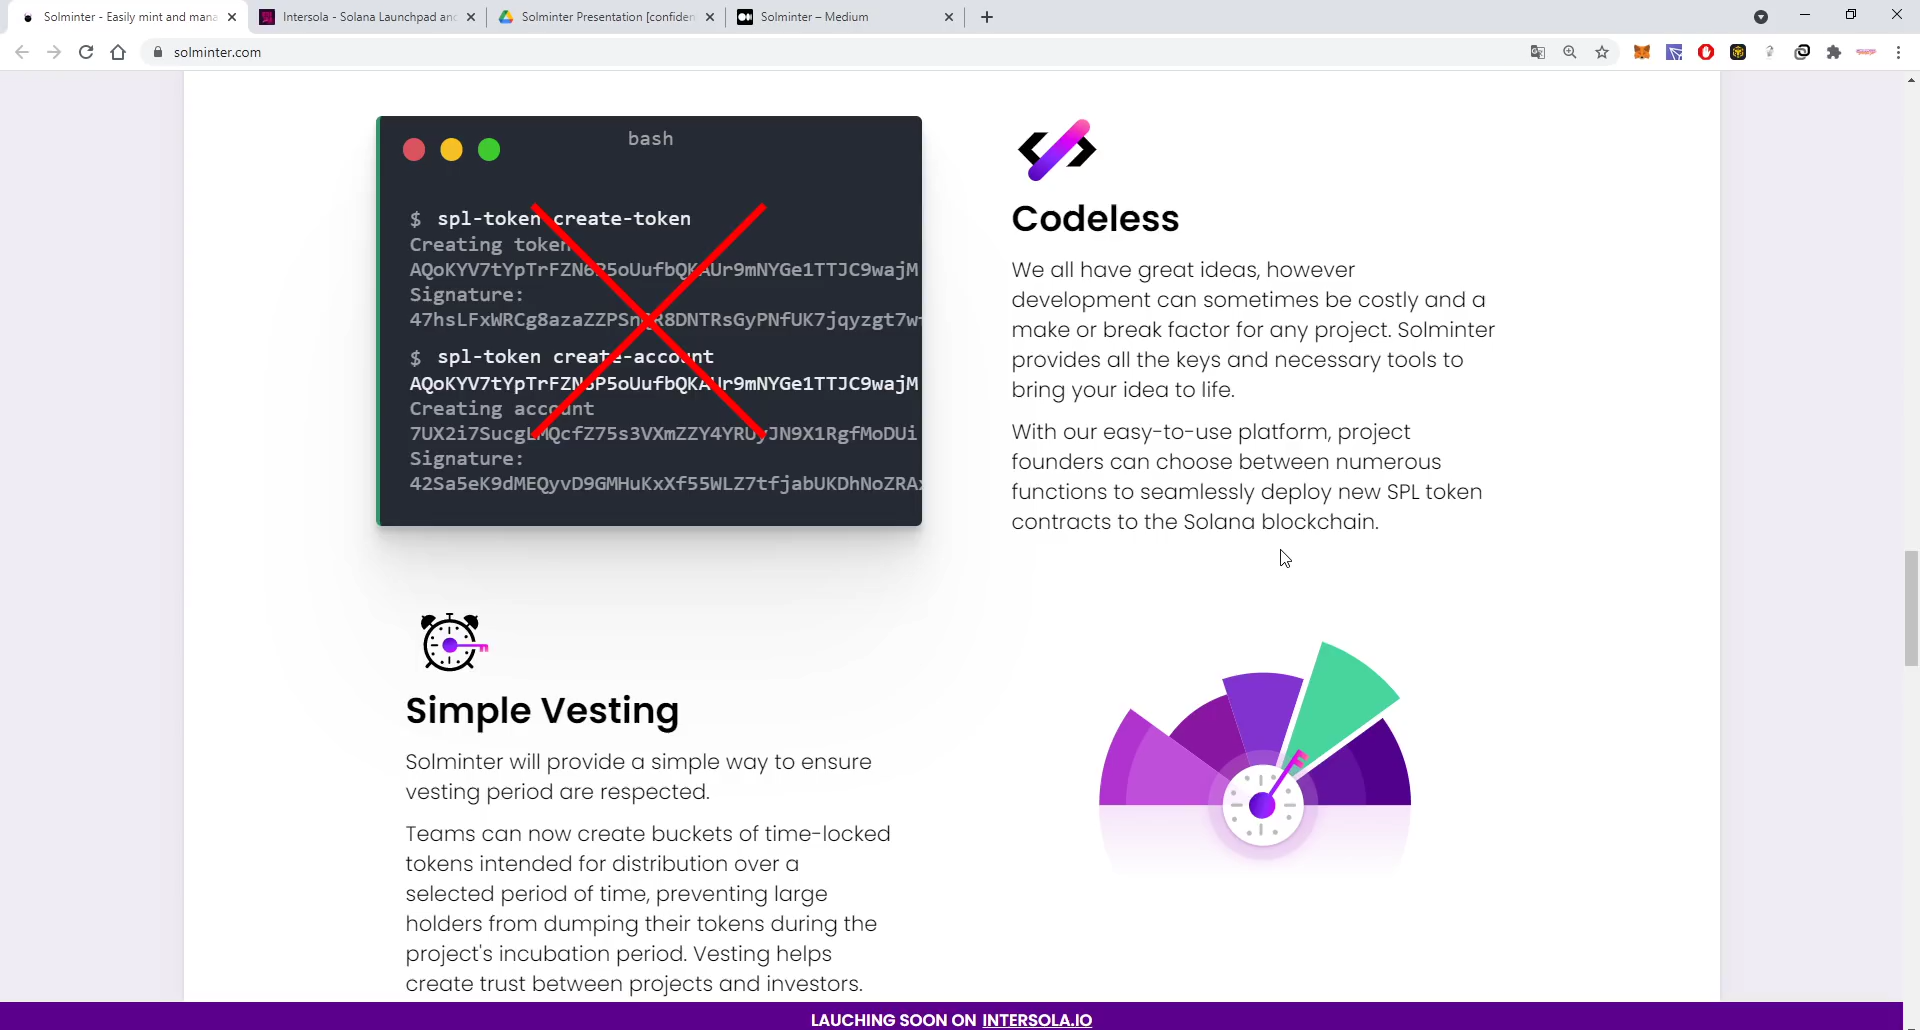 Solminter - Easily mint and mana
Intersola - Solana Launchpad and
Solminter Presentation [confiden
Solminter – Medium
solminter.com
bash
$ spl-token create-token
Creating token
Signature:
$ spl-token create-account
Creating account
Signature:
Codeless
We all have great ideas, however
development can sometimes be costly and a
make or break factor for any project. Solminter
provides all the keys and necessary tools to
bring your idea to life.
With our easy-to-use platform, project
founders can choose between numerous
functions to seamlessly deploy new SPL token
contracts to the Solana blockchain.
Simple Vesting
Solminter will provide a simple way to ensure
vesting period are respected.
Teams can now create buckets of time-locked
tokens intended for distribution over a
selected period of time, preventing large
holders from dumping their tokens during the
project's incubation period. Vesting helps
create trust between projects and investors.
LAUCHING SOON ON INTERSOLA.IO